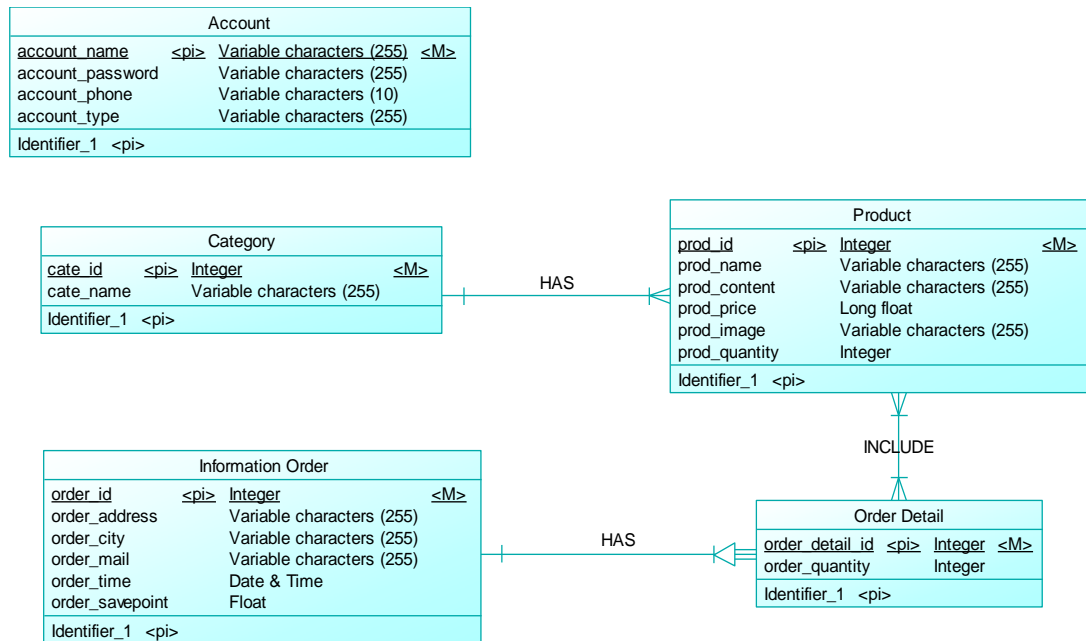 Account
account_name <pi> Variable characters (255) <M>
account_password Variable characters (255)
account_phone Variable characters (10)
account_type Variable characters (255)
Identifier_1 <pi>
Category
cate_id <pi> Integer <M>
cate_name Variable characters (255)
Identifier_1 <pi>
HAS
Product
prod_id <pi> Integer <M>
prod_name Variable characters (255)
prod_content Variable characters (255)
prod_price Long float
prod_image Variable characters (255)
prod_quantity Integer
Identifier_1 <pi>
INCLUDE
Information Order
order_id <pi> Integer <M>
order_address Variable characters (255)
order_city Variable characters (255)
order_mail Variable characters (255)
order_time Date & Time
order_savepoint Float
Identifier_1 <pi>
HAS
Order Detail
order_detail_id <pi> Integer <M>
order_quantity Integer
Identifier_1 <pi>